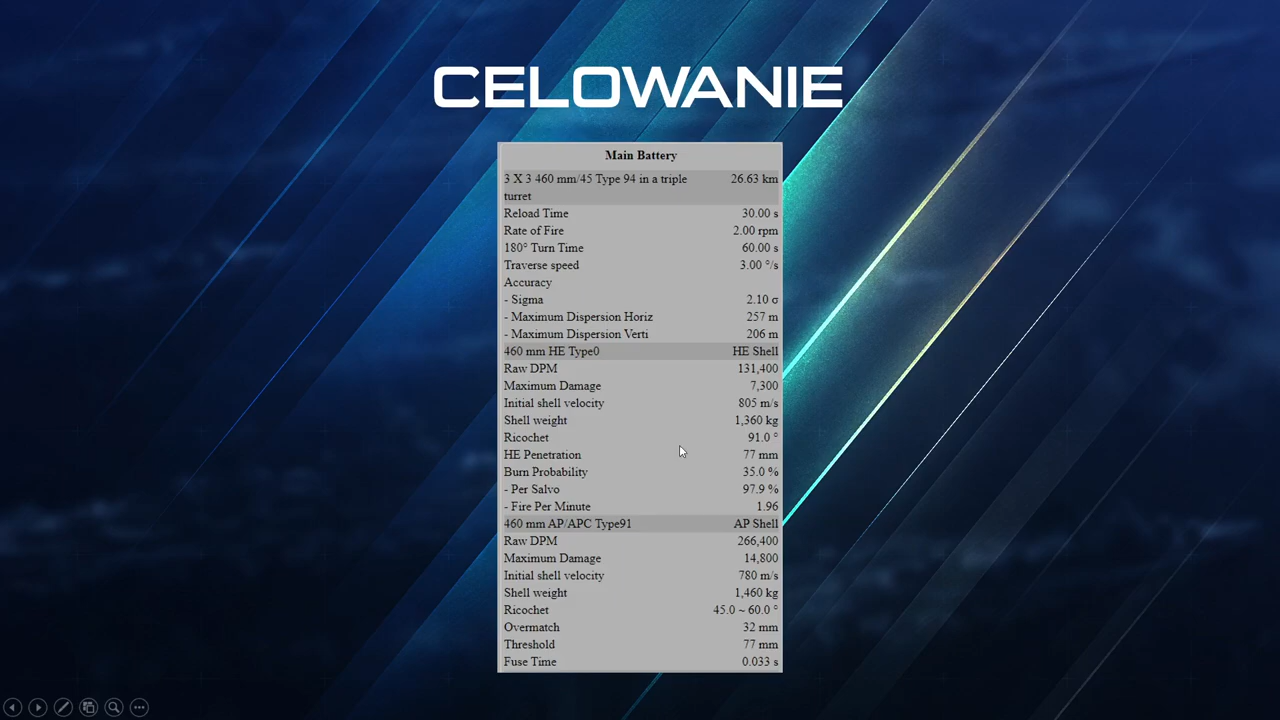 CELOWANIE
Main Battery
3 X 3 460 mm/45 Type 94 in a triple turret 26.63 km
Reload Time 30.00 s
Rate of Fire 2.00 rpm
180° Turn Time 60.00 s
Traverse speed 3.00 °/s
Accuracy
- Sigma 2.10 σ
- Maximum Dispersion Horiz 257 m
- Maximum Dispersion Verti 206 m
460 mm HE Type0 HE Shell
Raw DPM 131,400
Maximum Damage 7,300
Initial shell velocity 805 m/s
Shell weight 1,360 kg
Ricochet 91.0 °
HE Penetration 77 mm
Burn Probability 35.0 %
- Per Salvo 97.9 %
- Fire Per Minute 1.96
460 mm AP/APC Type91 AP Shell
Raw DPM 266,400
Maximum Damage 14,800
Initial shell velocity 780 m/s
Shell weight 1,460 kg
Ricochet 45.0 ~ 60.0 °
Overmatch 32 mm
Threshold 77 mm
Fuse Time 0.033 s